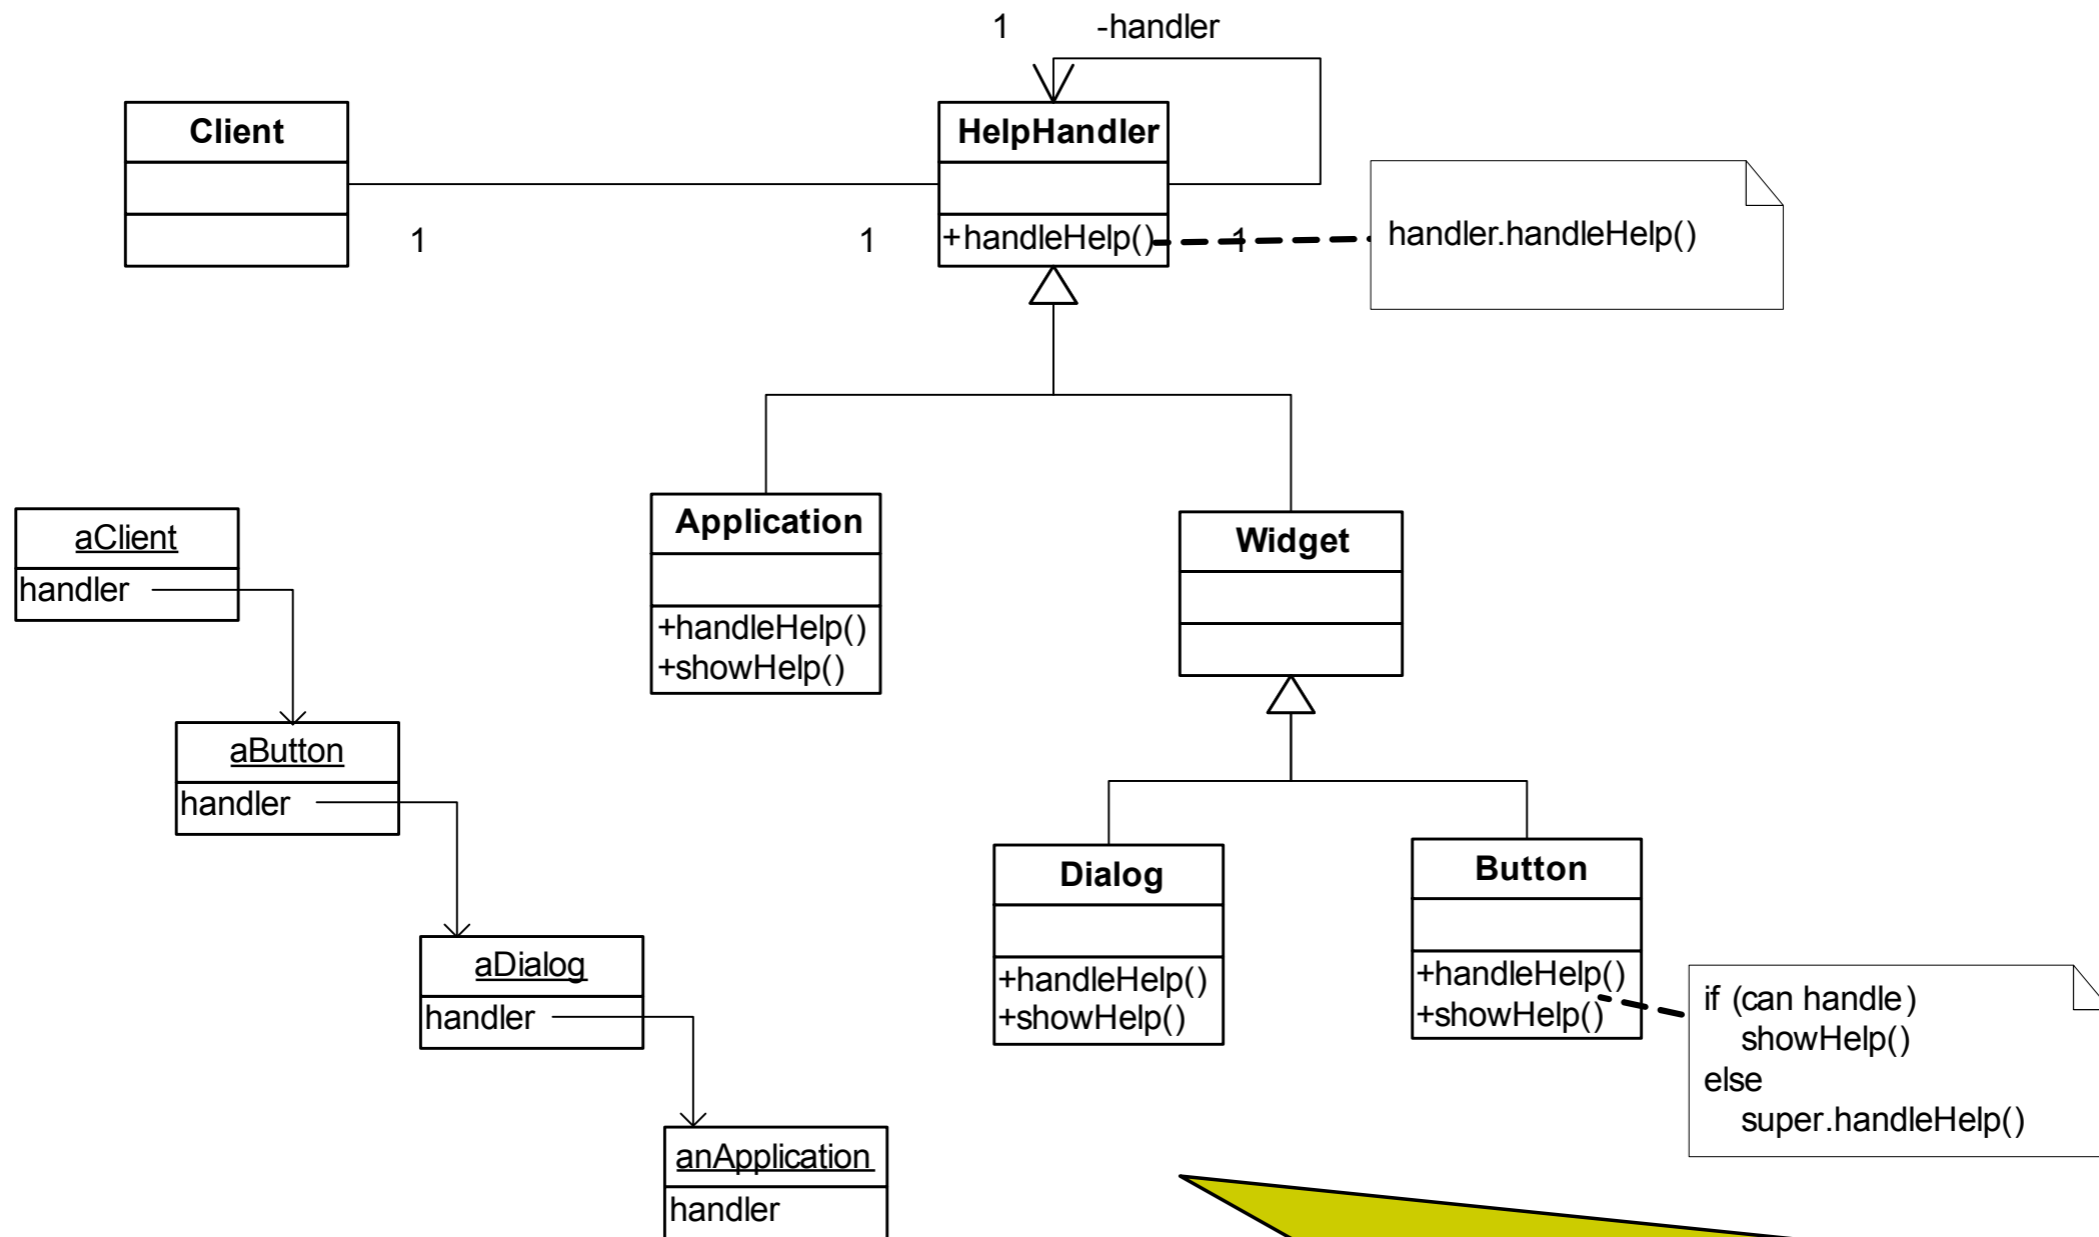 1 -handler
Client
HelpHandler
+handleHelp()
handler.handleHelp()
1 1 1
Application
+handleHelp()
+showHelp()
Widget
aClient
handler
aButton
handler
Dialog
+handleHelp()
+showHelp()
Button
+handleHelp()
+showHelp()
aDialog
handler
if (can handle)
showHelp()
else
super.handleHelp()
anApplication
handler